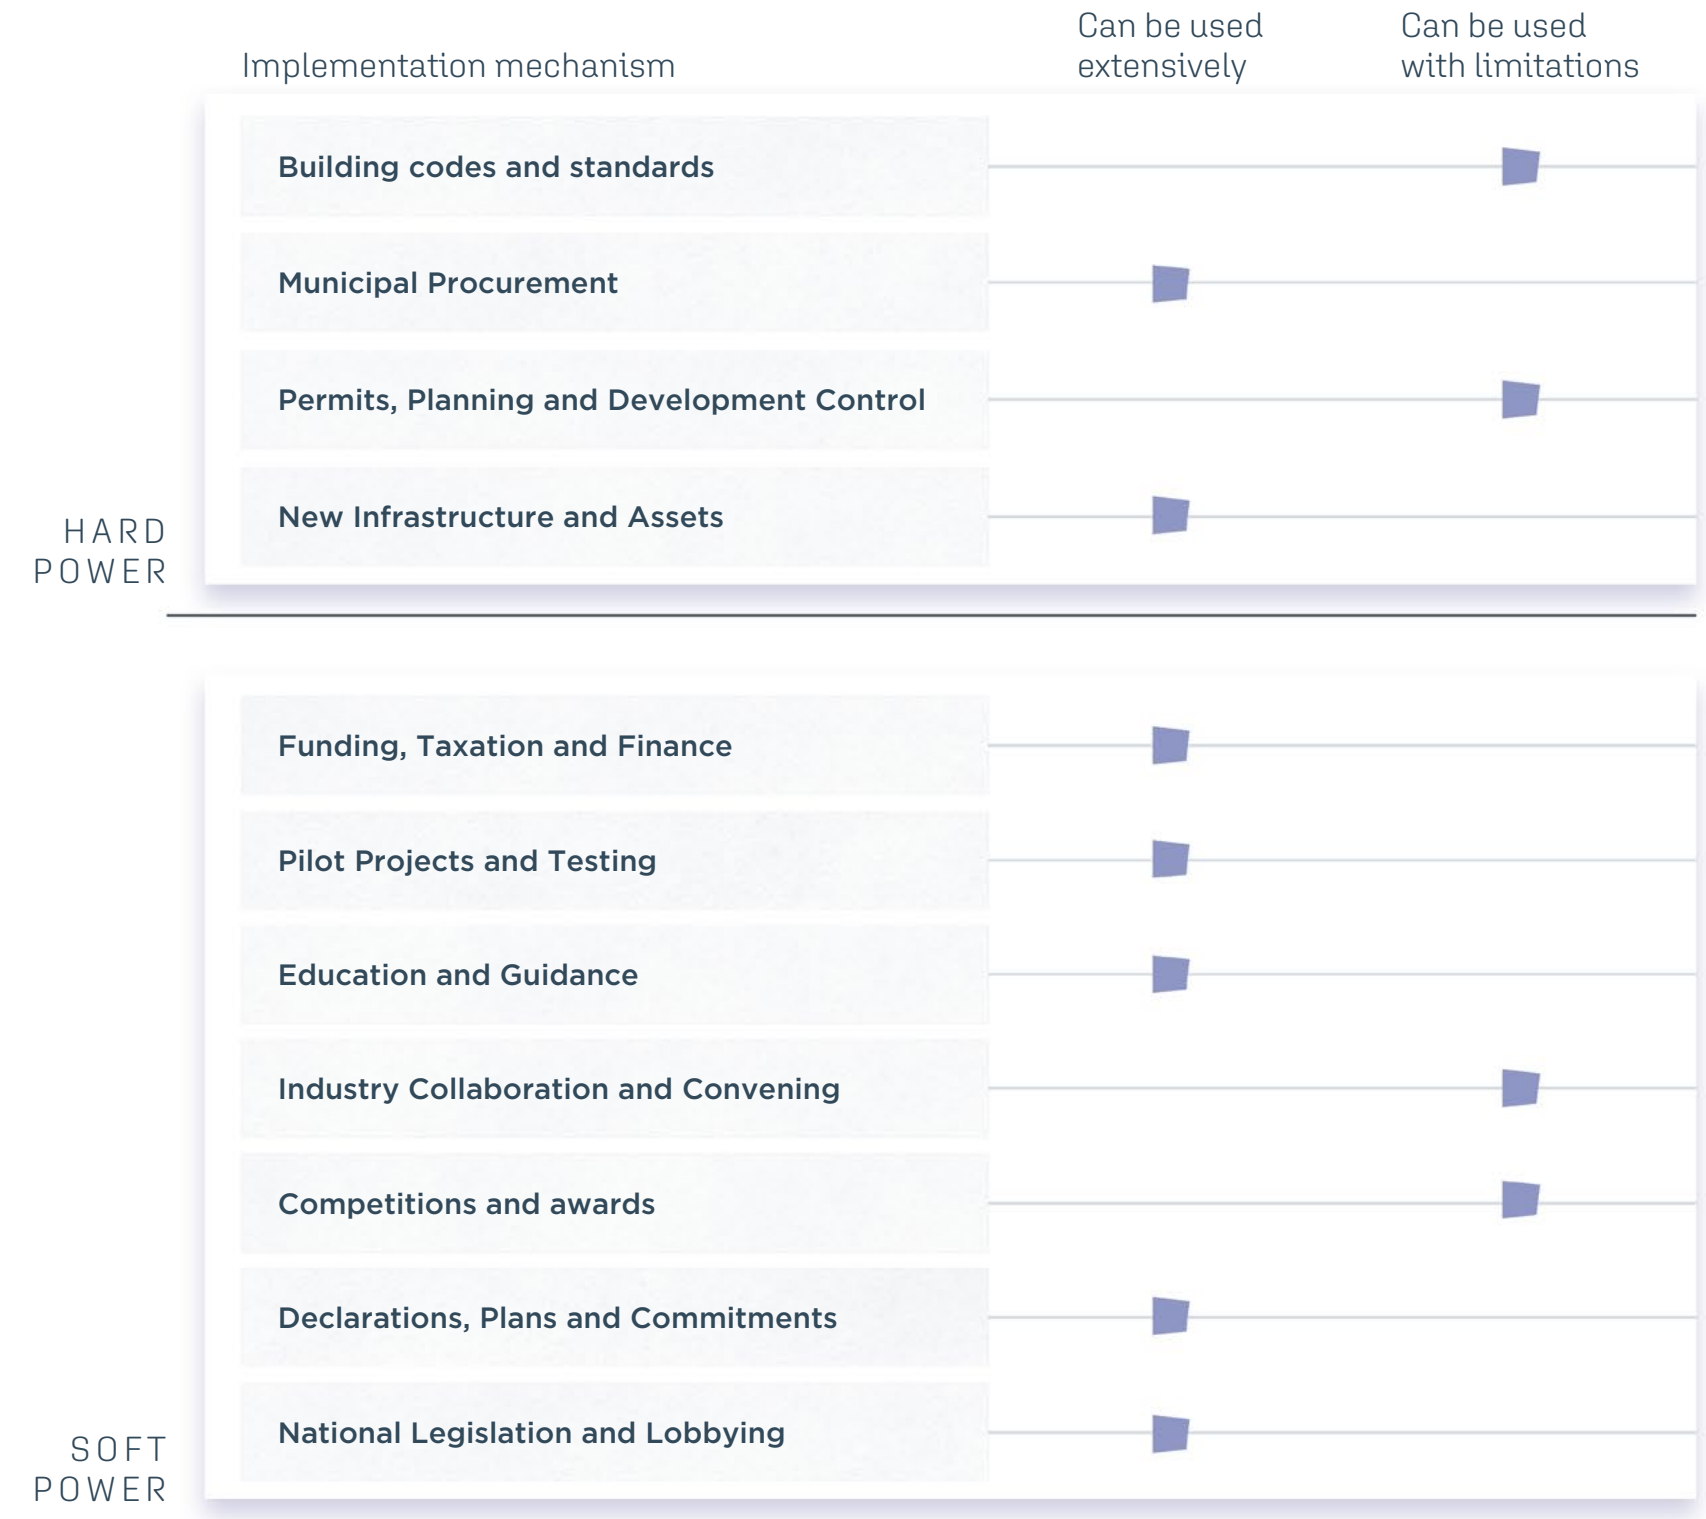 Implementation mechanism
Can be used
extensively
Can be used
with limitations
Building codes and standards
Municipal Procurement
Permits, Planning and Development Control
New Infrastructure and Assets
HARD
POWER
Funding, Taxation and Finance
Pilot Projects and Testing
Education and Guidance
Industry Collaboration and Convening
Competitions and awards
Declarations, Plans and Commitments
National Legislation and Lobbying
SOFT
POWER